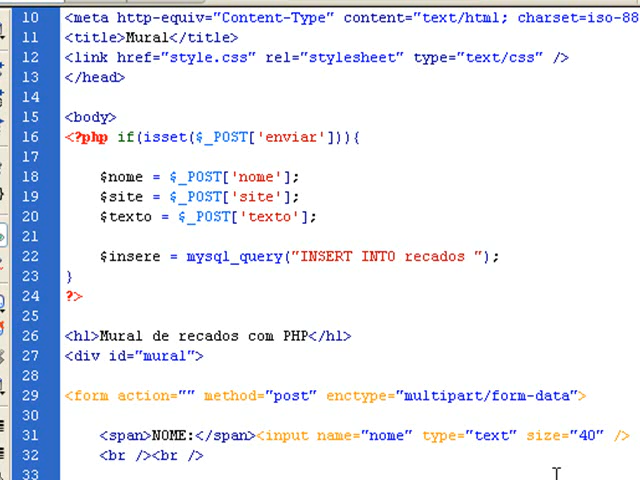 10 <meta http-equiv="Content-Type" content="text/html; charset=iso-88
11 <title>Mural</title>
12 <link href="style.css" rel="stylesheet" type="text/css" />
13 </head>
14
15 <body>
16 <?php if(isset($_POST['enviar'])){
17
18 $nome = $_POST['nome'];
19 $site = $_POST['site'];
20 $texto = $_POST['texto'];
21
22 $insere = mysql_query("INSERT INTO recados ");
23 }
24 ?>
25
26 <hl>Mural de recados com PHP</hl>
27 <div id="mural">
28
29 <form action="" method="post" enctype="multipart/form-data">
30
31 <span>NOME:</span><input name="nome" type="text" size="40" />
32 <br /><br />
33